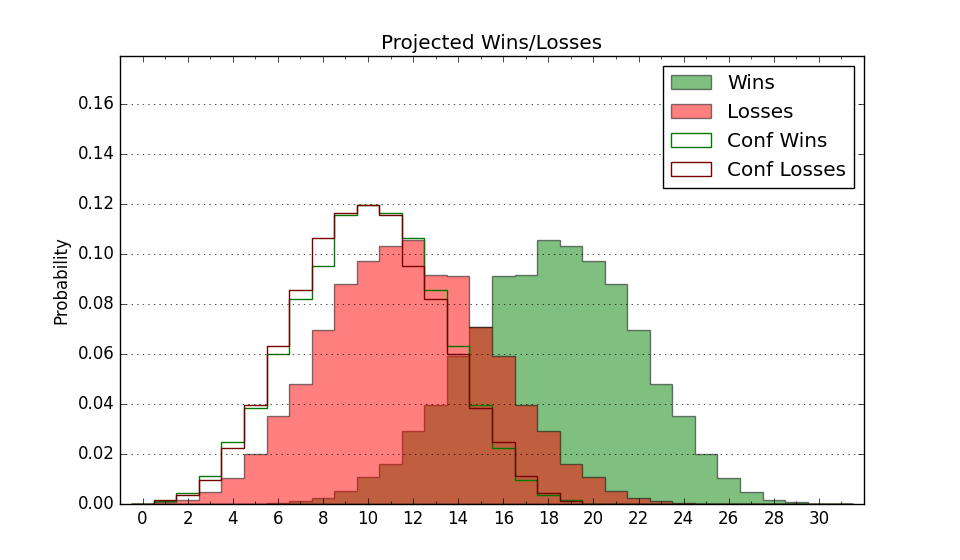 Projected Wins/Losses
Wins
Losses
Conf Wins
Conf Losses
Probability
0.16
0.14
0.12
0.10
0.08
0.06
0.04
0.02
0.00
0 2 4 6 8 10 12 14 16 18 20 22 24 26 28 30